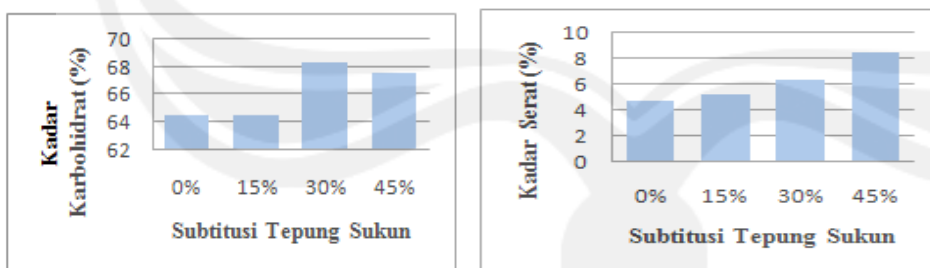 Kadar
Karbohidrat (%)
70
68
66
64
62
0% 15% 30% 45%
Subtitusi Tepung Sukun
Kadar Serat (%)
10
8
6
4
2
0
0% 15% 30% 45%
Subtitusi Tepung Sukun